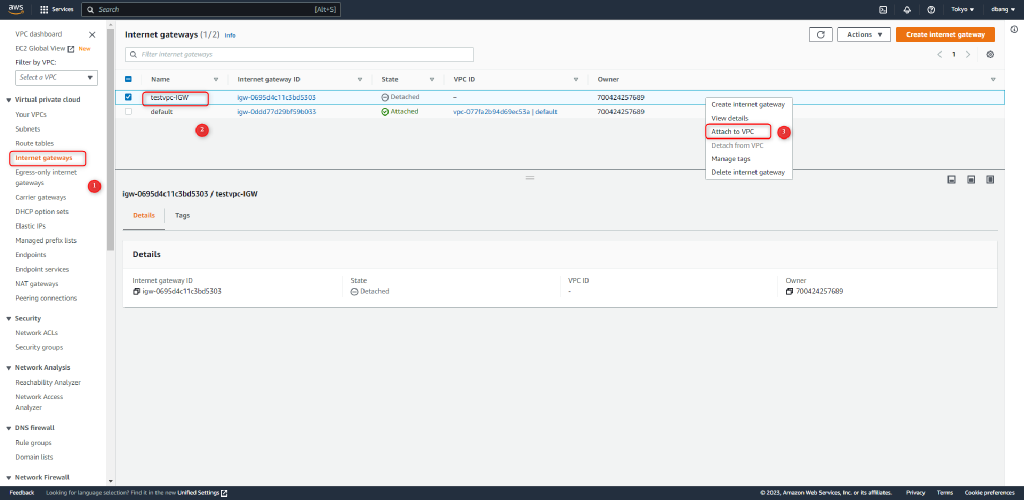 aws Services Search [Alt+S] Tokyo ▼ dbang ▼
VPC dashboard
EC2 Global View New
Filter by VPC:
Select a VPC
Virtual private cloud
Your VPCs
Subnets
Route tables
Internet gateways
1
Egress-only internet
gateways
Carrier gateways
DHCP option sets
Elastic IPs
Managed prefix lists
Endpoints
Endpoint services
NAT gateways
Peering connections
Security
Network ACLs
Security groups
Network Analysis
Reachability Analyzer
Network Access
Analyzer
DNS firewall
Rule groups
Domain lists
Network Firewall
Internet gateways (1/2) Info
Actions ▼ Create internet gateway
Filter internet gateways
1
Name Internet gateway ID State VPC ID Owner
testvpc-IGW igw-0695d4c11c3bd5303 Detached – 700424257689
default igw-0ddd77d29bf59b033 Attached vpc-077fa2b94d69ec53a | default
2
Create internet gateway
View details
Attach to VPC
3
Detach from VPC
Manage tags
Delete internet gateway
igw-0695d4c11c3bd5303 / testvpc-IGW
Details Tags
Details
Internet gateway ID State VPC ID Owner
igw-0695d4c11c3bd5303 Detached – 700424257689
Feedback Looking for language selection? Find it in the new Unified Settings © 2023, Amazon Web Services, Inc. or its affiliates. Privacy Terms Cookie preferences